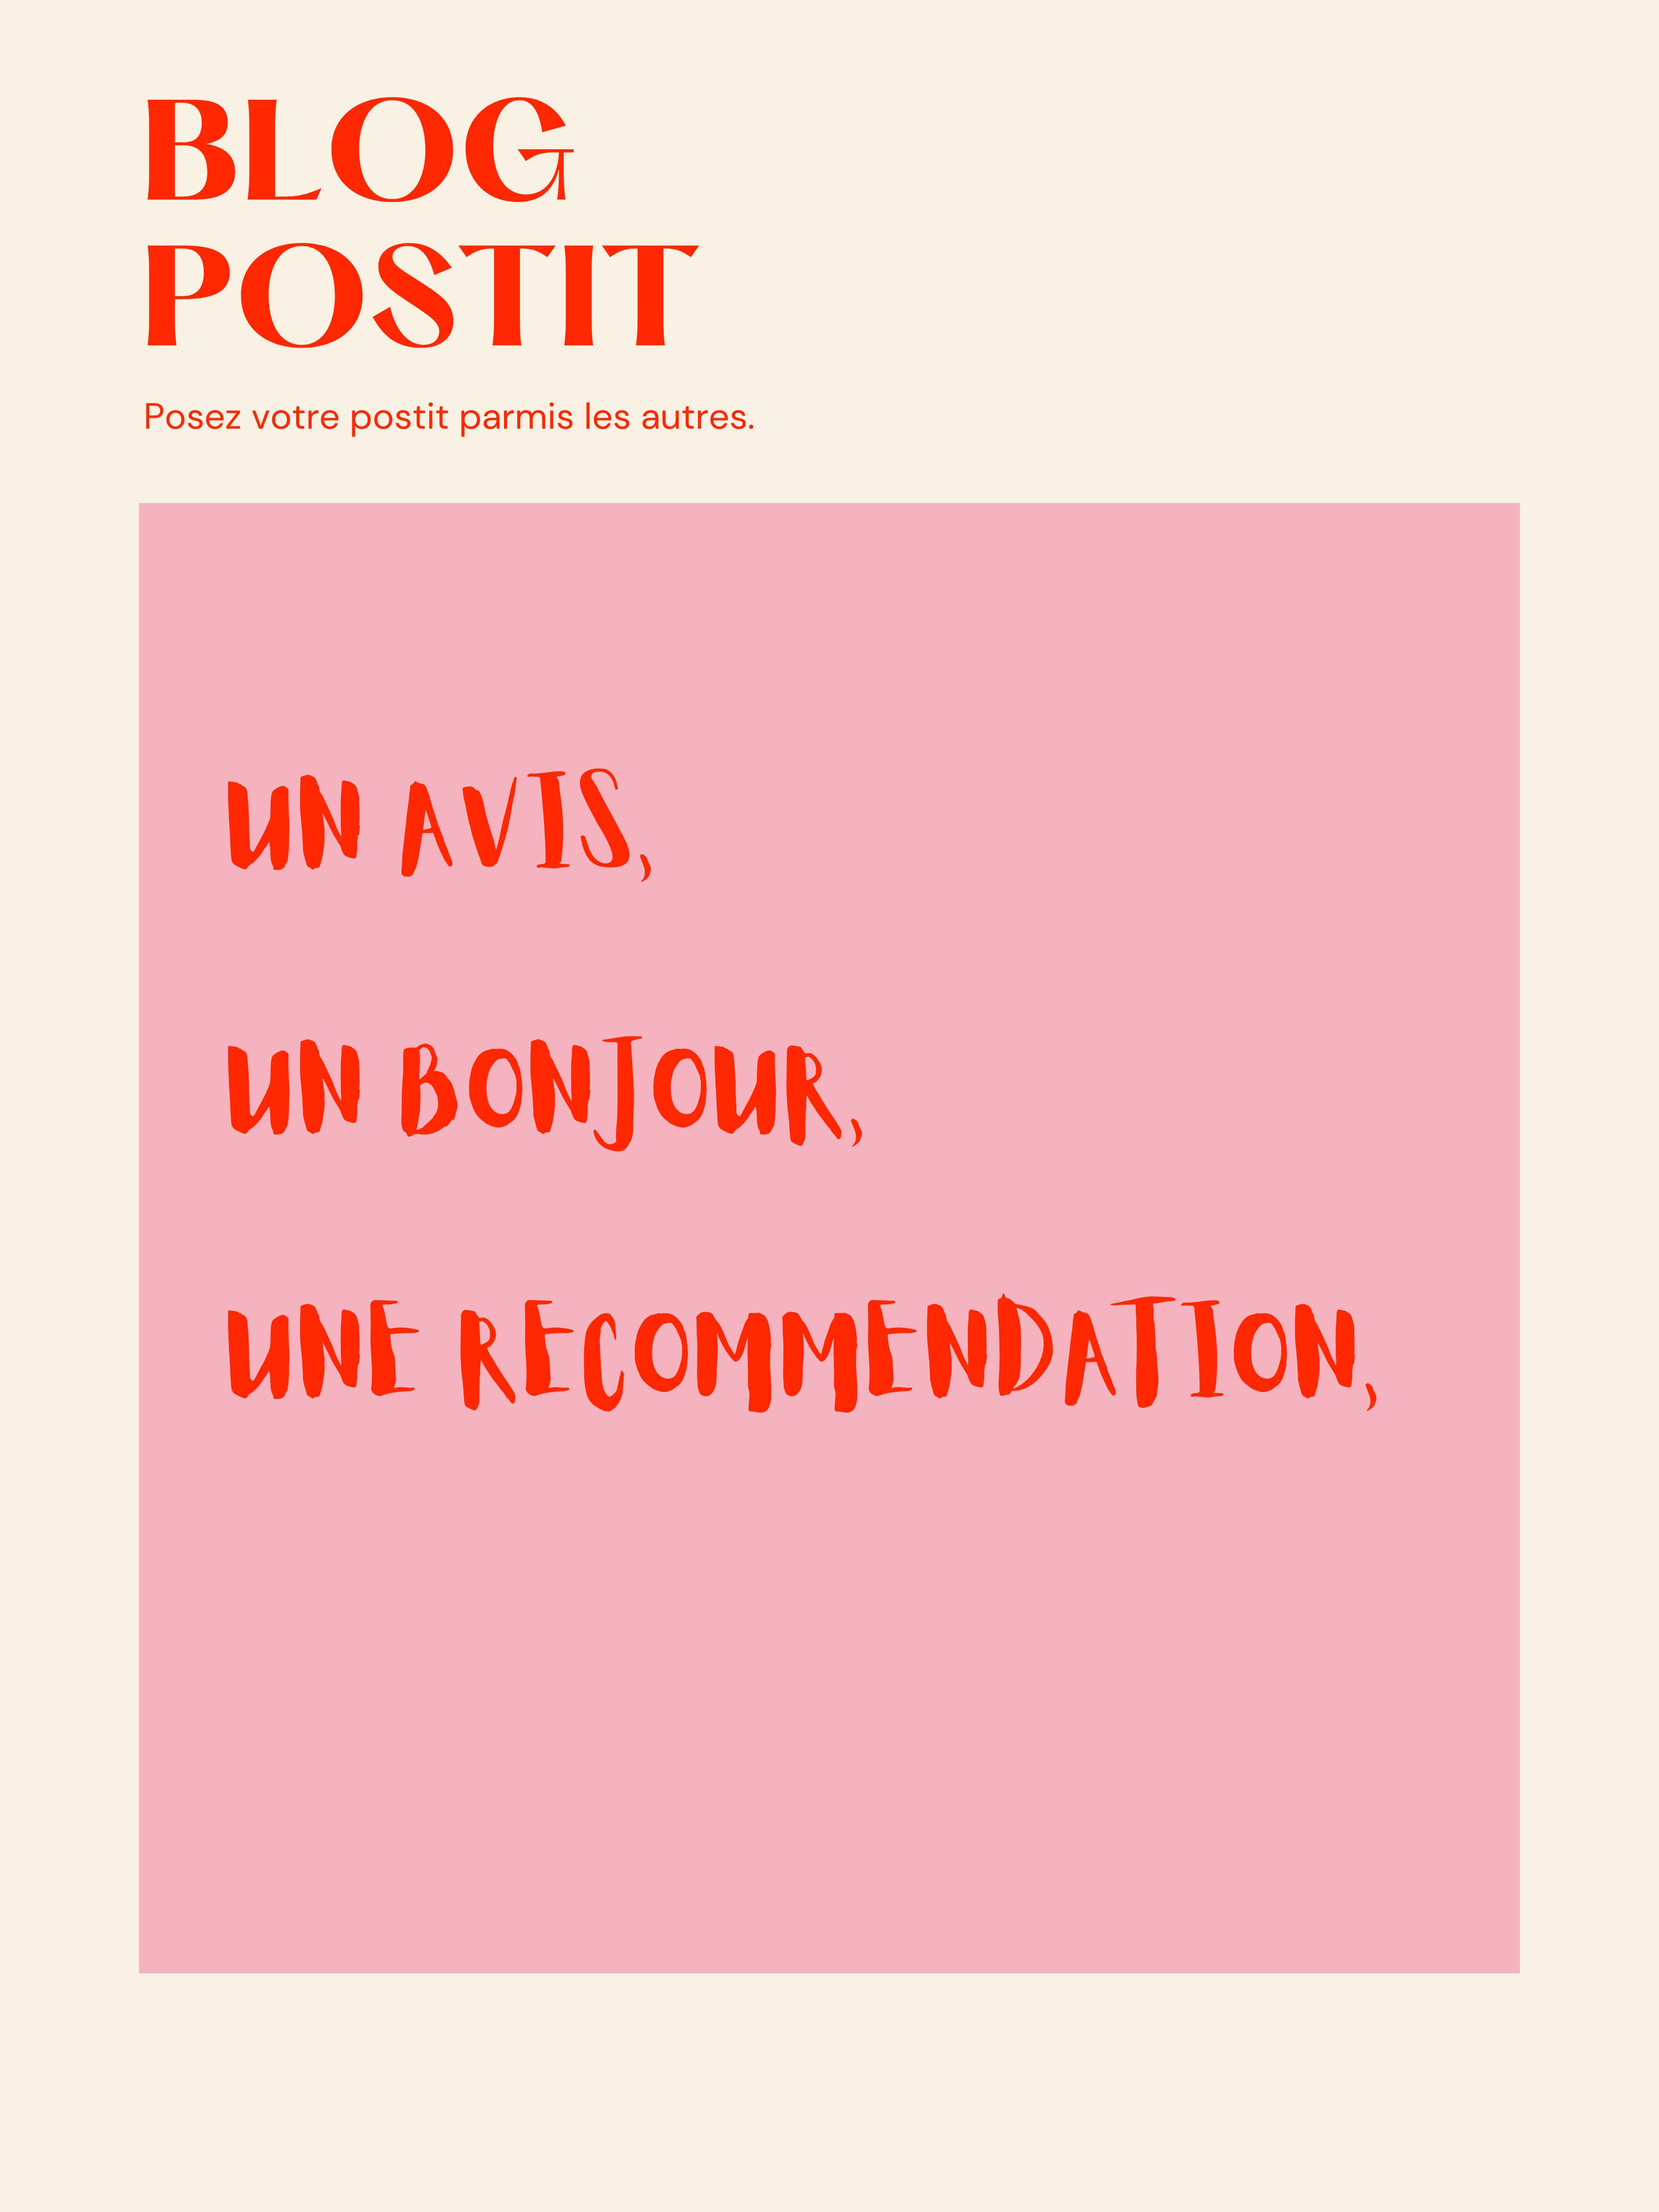 BLOG
POSTIT
Posez votre postit parmis les autres.
UN AVIS,
UN BONJOUR,
UNE RECOMMENDATION,